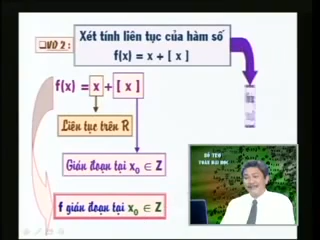 ❑VD 2 :
Xét tính liên tục của hàm số
f(x) = x + [ x ]
f(x) = x + [ x ]
Liên tục trên R
Gián đoạn tại x₀ ∈ Z
f gián đoạn tại x₀ ∈ Z